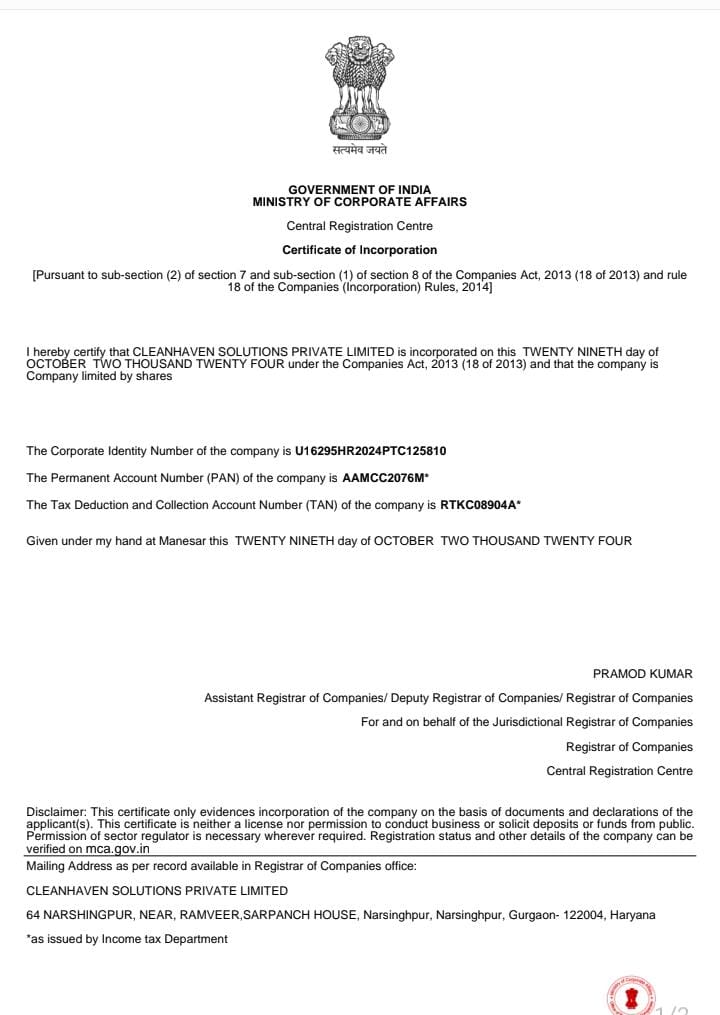 सत्यमेव जयते
GOVERNMENT OF INDIA
MINISTRY OF CORPORATE AFFAIRS
Central Registration Centre
Certificate of Incorporation
[Pursuant to sub-section (2) of section 7 and sub-section (1) of section 8 of the Companies Act, 2013 (18 of 2013) and rule
18 of the Companies (Incorporation) Rules, 2014]
I hereby certify that CLEANHAVEN SOLUTIONS PRIVATE LIMITED is incorporated on this TWENTY NINETH day of
OCTOBER TWO THOUSAND TWENTY FOUR under the Companies Act, 2013 (18 of 2013) and that the company is
Company limited by shares
The Corporate Identity Number of the company is U16295HR2024PTC125810
The Permanent Account Number (PAN) of the company is AAMCC2076M*
The Tax Deduction and Collection Account Number (TAN) of the company is RTKC08904A*
Given under my hand at Manesar this TWENTY NINETH day of OCTOBER TWO THOUSAND TWENTY FOUR
PRAMOD KUMAR
Assistant Registrar of Companies/ Deputy Registrar of Companies/ Registrar of Companies
For and on behalf of the Jurisdictional Registrar of Companies
Registrar of Companies
Central Registration Centre
Disclaimer: This certificate only evidences incorporation of the company on the basis of documents and declarations of the
applicant(s). This certificate is neither a license nor permission to conduct business or solicit deposits or funds from public.
Permission of sector regulator is necessary wherever required. Registration status and other details of the company can be
verified on mca.gov.in
Mailing Address as per record available in Registrar of Companies office:
CLEANHAVEN SOLUTIONS PRIVATE LIMITED
64 NARSHINGPUR, NEAR, RAMVEER,SARPANCH HOUSE, Narsinghpur, Narsinghpur, Gurgaon- 122004, Haryana
*as issued by Income tax Department
Ministry of Corporate Affairs
1/2